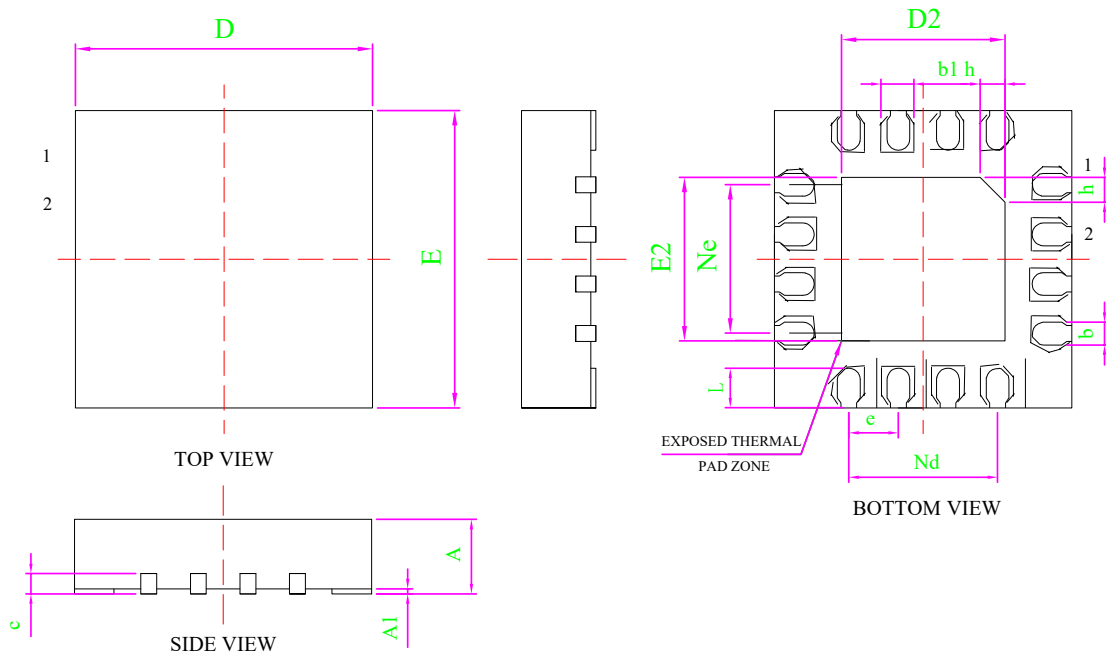 D
1
2
E
TOP VIEW
D2
b1 h
1
h
2
E2
Ne
b
L
e
EXPOSED THERMAL
PAD ZONE
Nd
BOTTOM VIEW
A
c
A1
SIDE VIEW